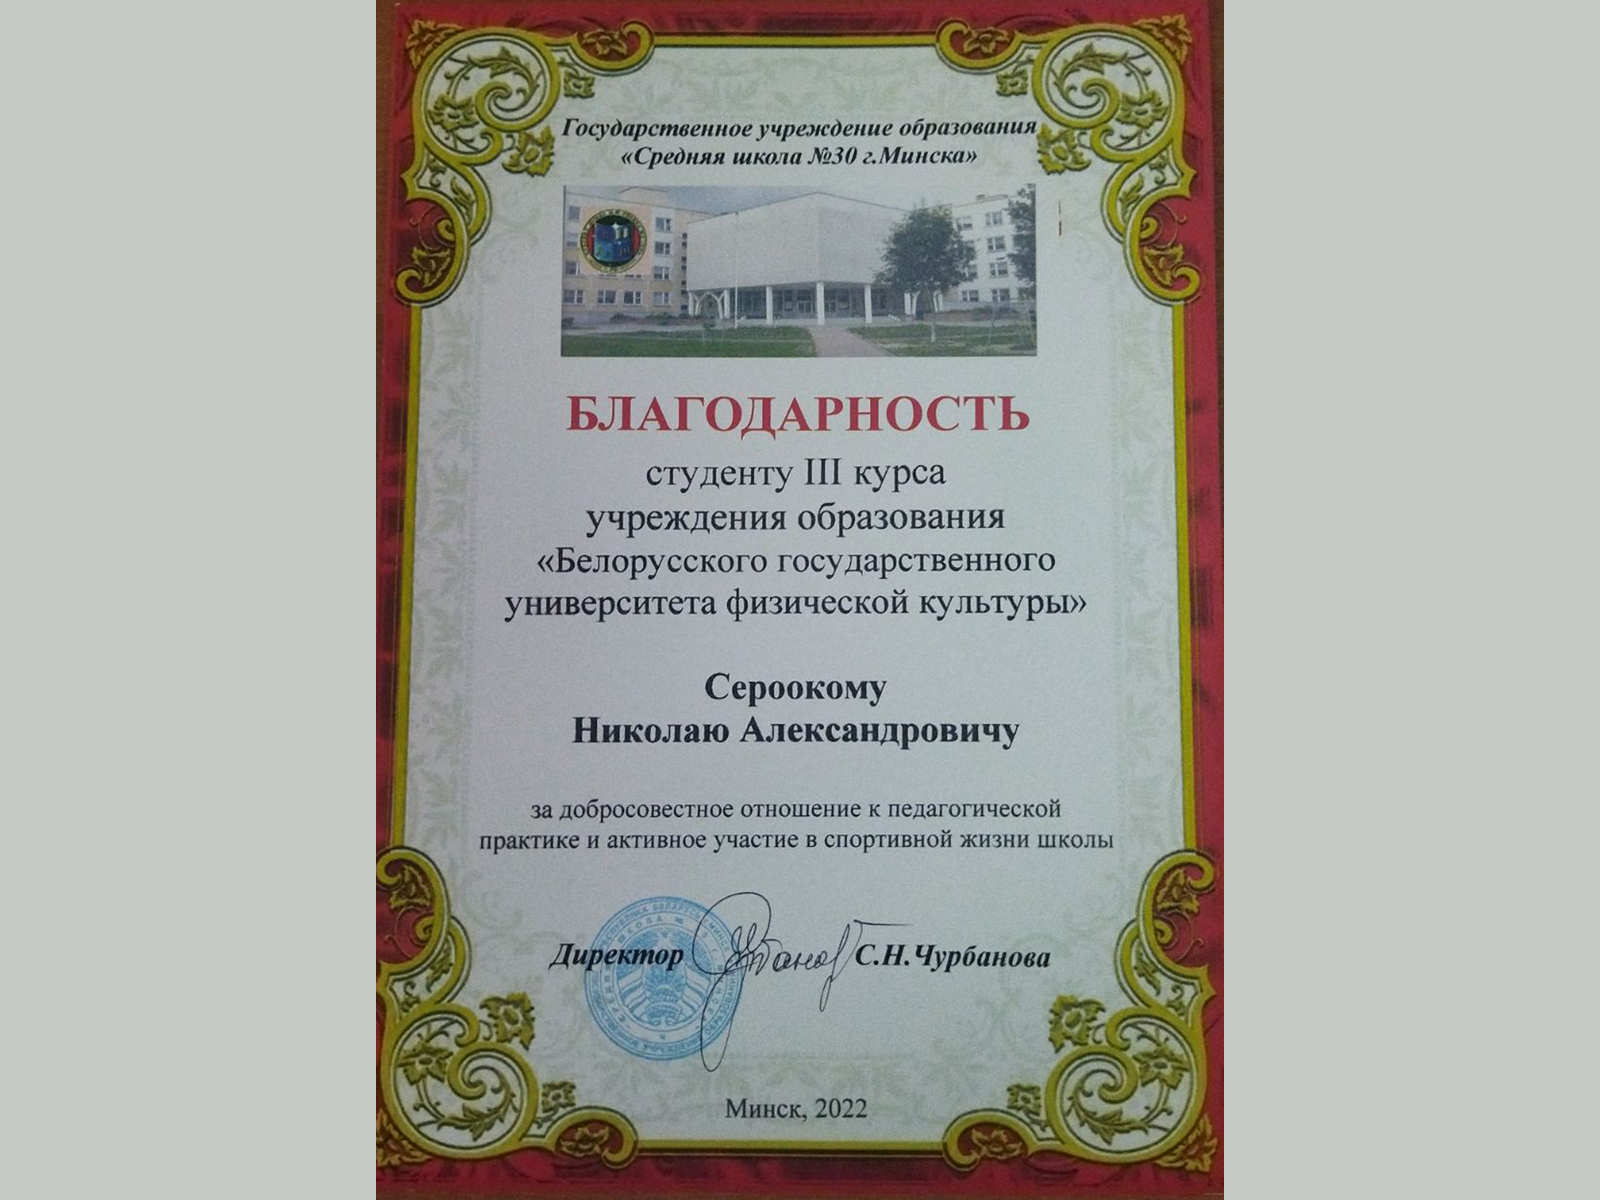 Государственное учреждение образования
«Средняя школа №30 г.Минска»
БЛАГОДАРНОСТЬ
студенту III курса
учреждения образования
«Белорусского государственного
университета физической культуры»
Сероокому
Николаю Александровичу
за добросовестное отношение к педагогической
практике и активное участие в спортивной жизни школы
Директор С.Н.Чурбанова
Минск, 2022